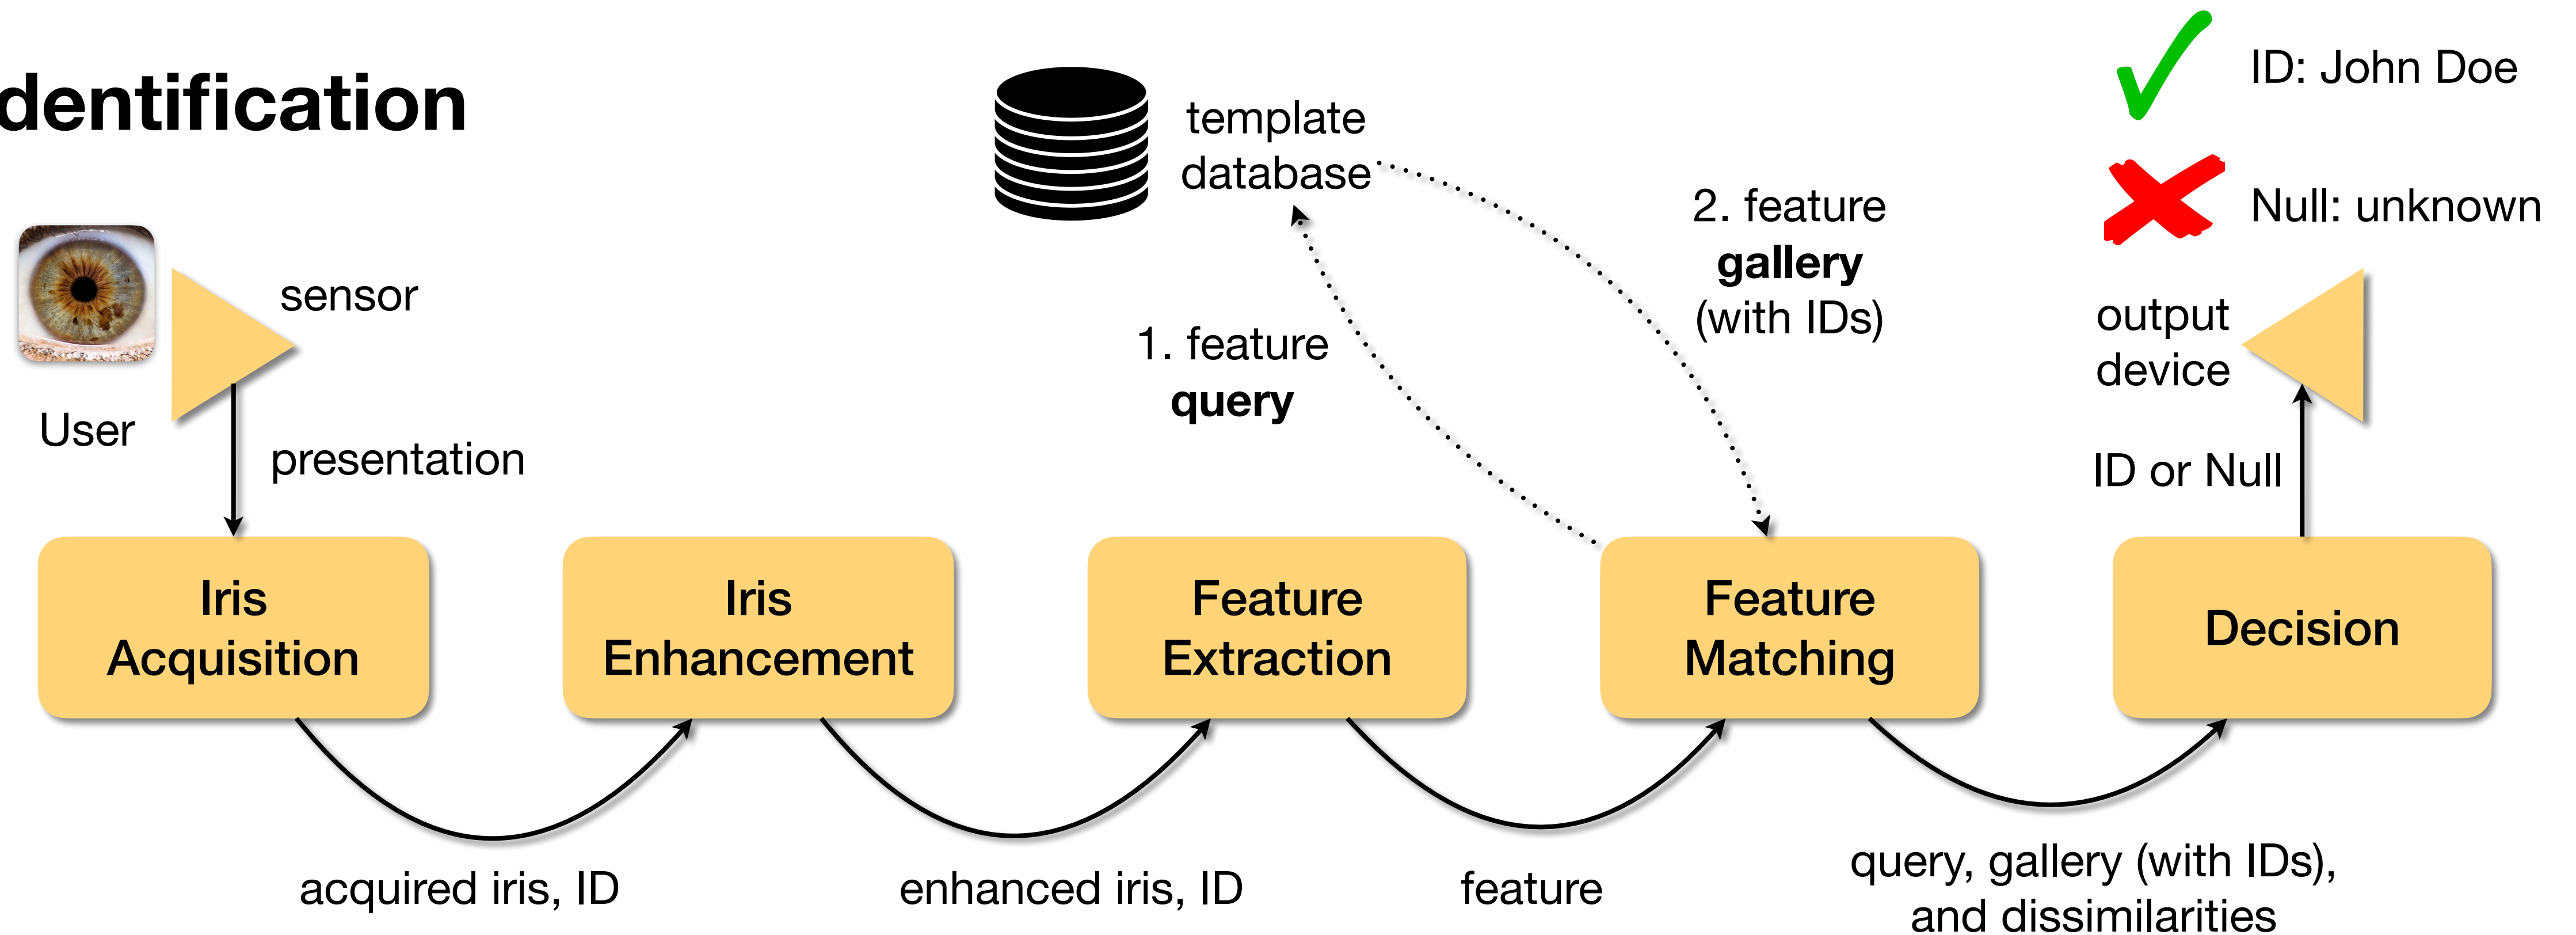 dentification
ID: John Doe
Null: unknown
template
database
sensor
User
presentation
1. feature
query
2. feature
gallery
(with IDs)
output
device
ID or Null
Iris
Acquisition
Iris
Enhancement
Feature
Extraction
Feature
Matching
Decision
acquired iris, ID
enhanced iris, ID
feature
query, gallery (with IDs),
and dissimilarities